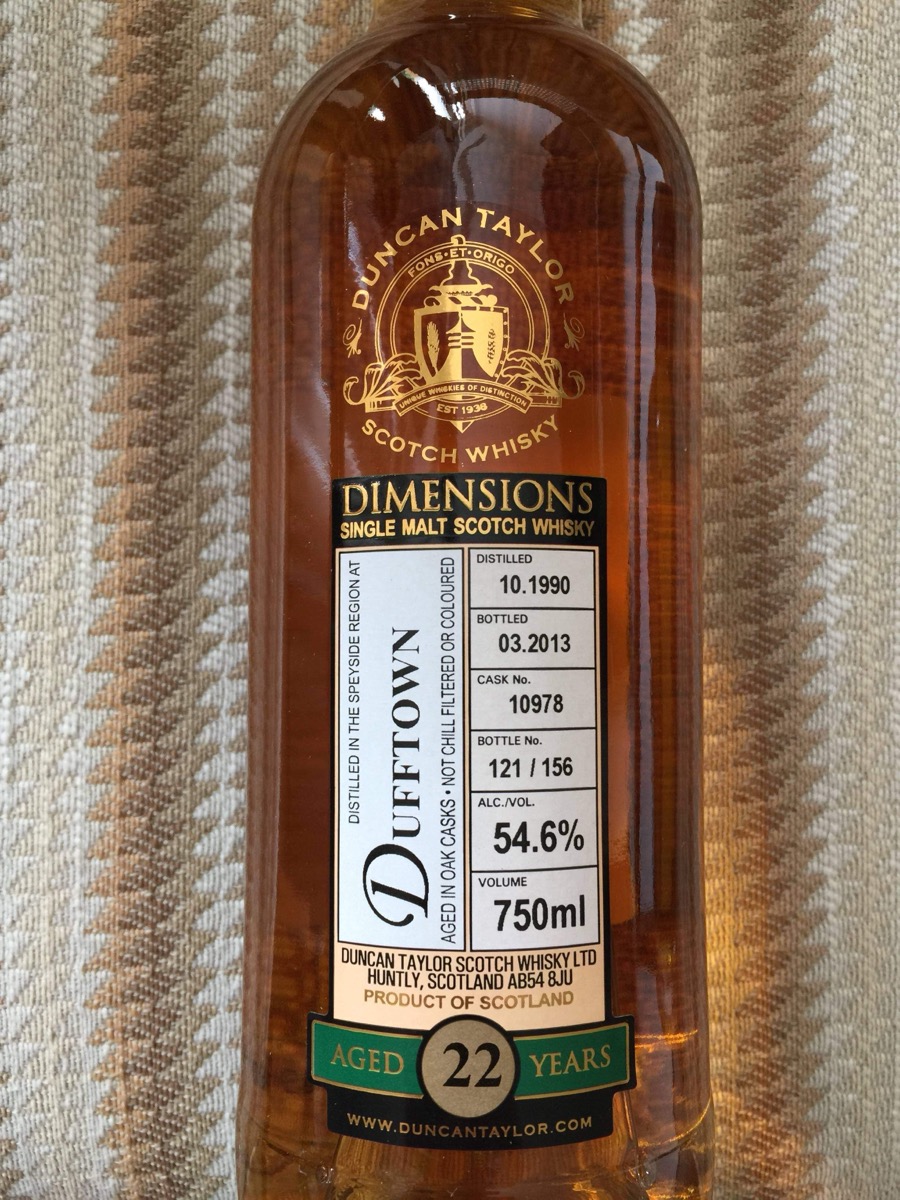 DUNCAN TAYLOR
FONS·ET·ORIGO
UNIQUE WHISKIES OF DISTINCTION
EST 1938
SCOTCH WHISKY
DIMENSIONS
SINGLE MALT SCOTCH WHISKY
DISTILLED IN THE SPEYSIDE REGION AT
DUFFTOWN
AGED IN OAK CASKS • NOT CHILL FILTERED OR COLOURED
DISTILLED
10.1990
BOTTLED
03.2013
CASK No.
10978
BOTTLE No.
121 / 156
ALC./VOL.
54.6%
VOLUME
750ml
DUNCAN TAYLOR SCOTCH WHISKY LTD
HUNTLY, SCOTLAND AB54 8JU
PRODUCT OF SCOTLAND
AGED 22 YEARS
WWW.DUNCANTAYLOR.COM